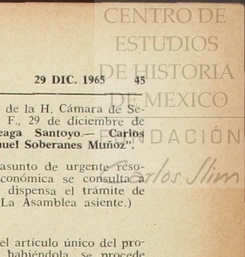 CENTRO DE
ESTUDIOS
DE HISTORIA
DE MEXICO
FUNDACIÓN
Carlos Slim
29 DIC. 1965 45
de la H, Cámara de Se-
F., 29 de diciembre de
eaga Santoyo.— Carlos
uel Soberanes Muñoz".
asunto de urgente reso-
conómica se consulta a
dispensa el trámite de
La Asamblea asiente.)
el artículo único del pro-
habiéndola, se procede